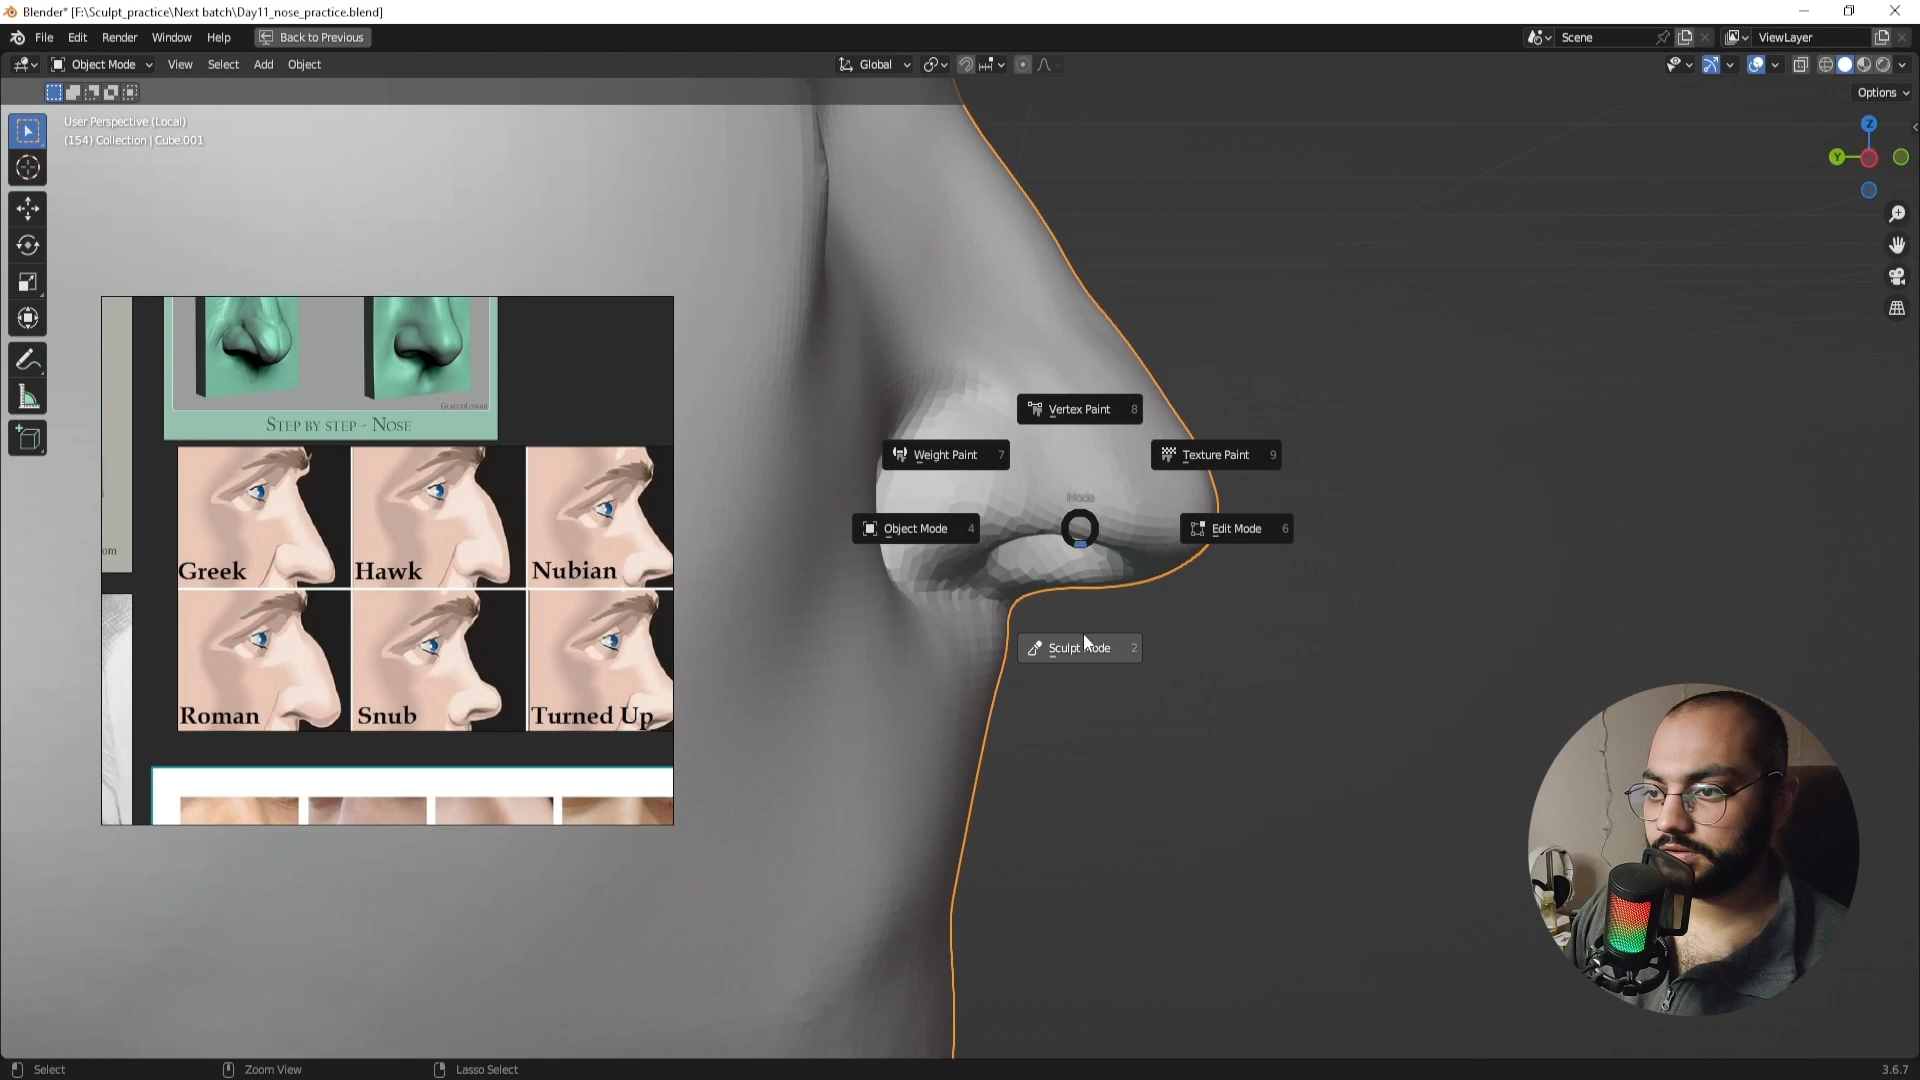 Blender* [F:\Sculpt_practice\Next batch\Day11_nose_practice.blend]
File Edit Render Window Help Back to Previous Scene ViewLayer
Object Mode View Select Add Object Global
Options
User Perspective (Local)
(154) Collection | Cube.001
Z
Y
GlaucoLonghi
Step by step - Nose
Greek Hawk Nubian
Roman Snub Turned Up
om
Vertex Paint 8
Weight Paint 7
Texture Paint 9
Mode
Object Mode 4
Edit Mode 6
Sculpt Mode 2
Select Zoom View Lasso Select 3.6.7